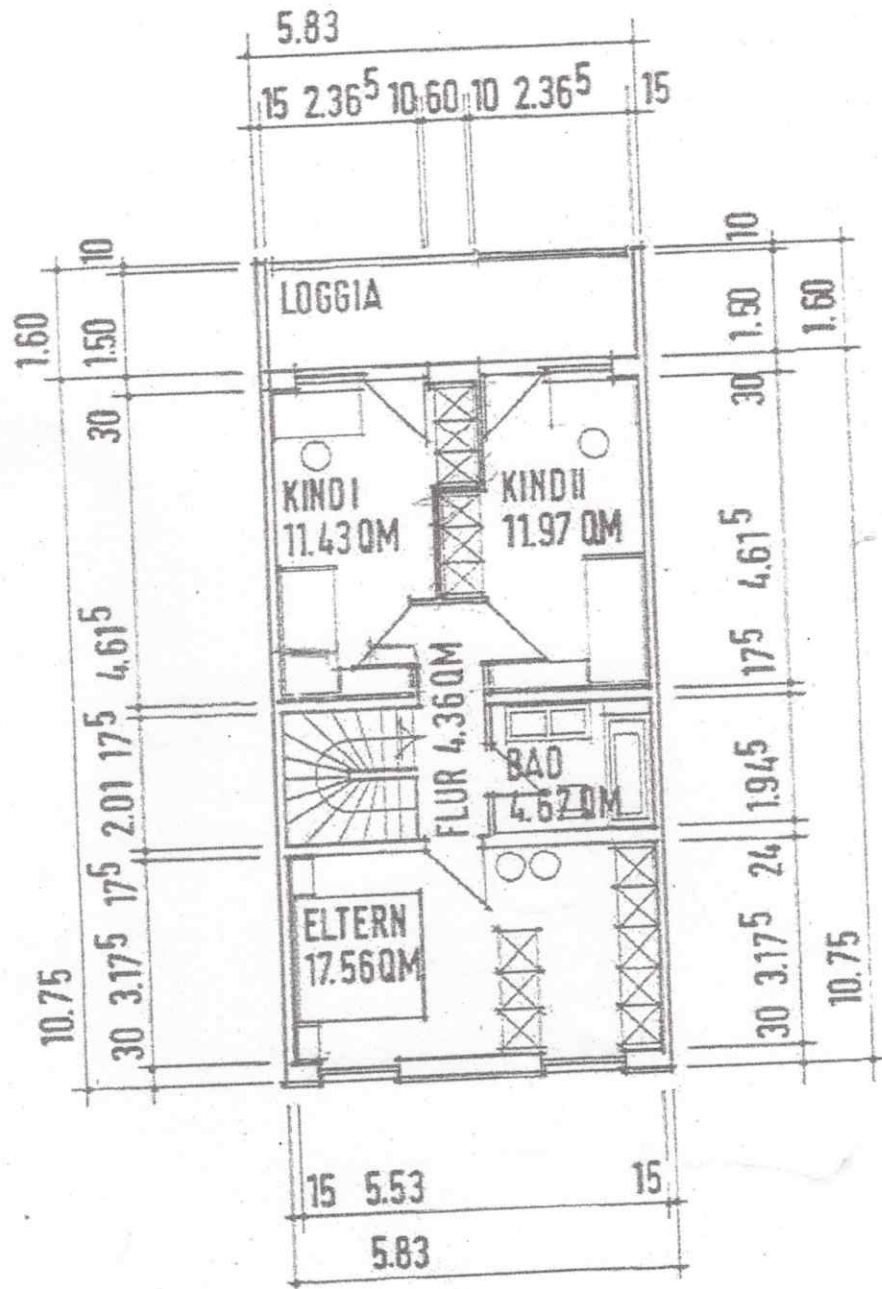 5.83
15 2.36⁵ 10 60 10 2.36⁵ 15
10
1.60
1.50
30
4.61⁵
17⁵
2.01
17⁵
3.17⁵
30
10.75
LOGGIA
KIND I
11.43 QM
KIND II
11.97 QM
FLUR 4.36 QM
BAD
4.62 QM
ELTERN
17.56 QM
10
1.50
1.60
30
4.61⁵
17⁵
1.94⁵
24
3.17⁵
30
10.75
15 5.53 15
5.83